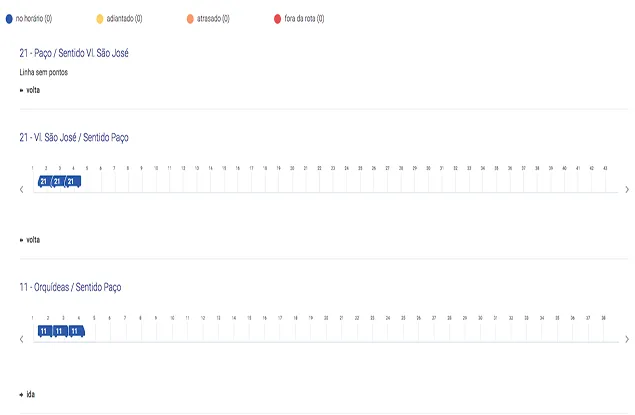 no horário (0) adiantado (0) atrasado (0) fora da rota (0)
21 - Paço / Sentido Vl. São José
Linha sem pontos
volta
21 - Vl. São José / Sentido Paço
1 2 3 4 5 6 7 8 9 10 11 12 13 14 15 16 17 18 19 20 21 22 23 24 25 26 27 28 29 30 31 32 33 34 35 36 37 38 39 40 41 42 43
21 21 21
volta
11 - Orquídeas / Sentido Paço
1 2 3 4 5 6 7 8 9 10 11 12 13 14 15 16 17 18 19 20 21 22 23 24 25 26 27 28 29 30 31 32 33 34 35 36 37 38
11 11 11
ida